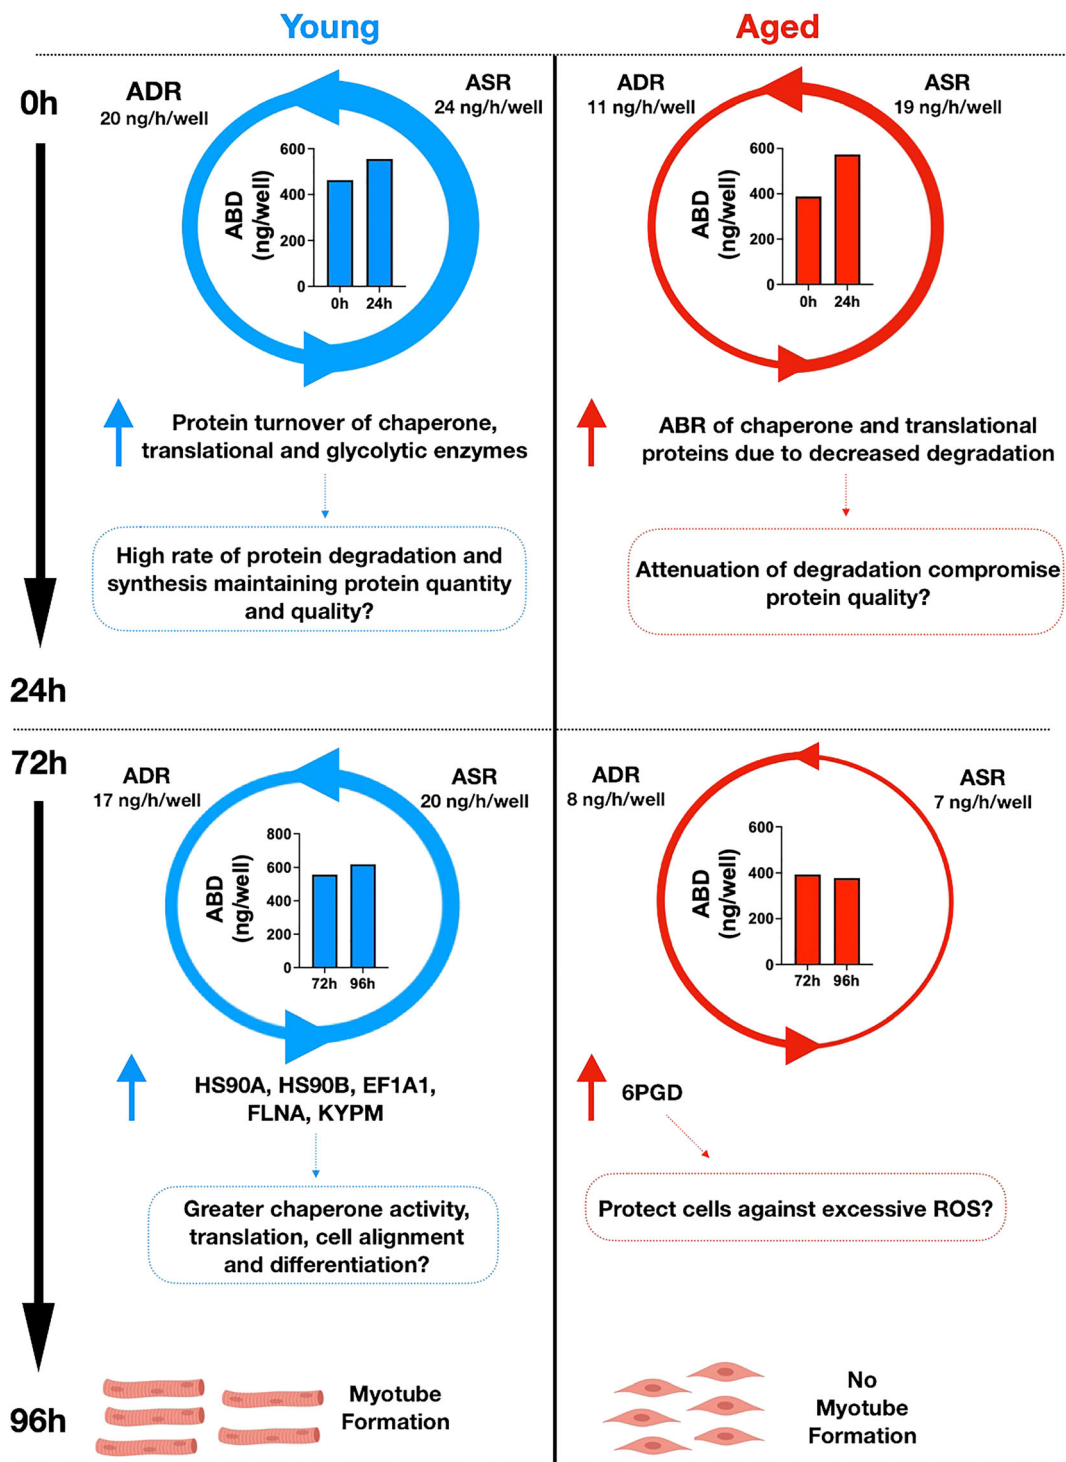 Young
Aged
0h
ADR
20 ng/h/well
ASR
24 ng/h/well
ABD
(ng/well)
600
400
200
0
0h 24h
ADR
11 ng/h/well
ASR
19 ng/h/well
ABD
(ng/well)
600
400
200
0
0h 24h
Protein turnover of chaperone,
translational and glycolytic enzymes
ABR of chaperone and translational
proteins due to decreased degradation
High rate of protein degradation and
synthesis maintaining protein quantity
and quality?
Attenuation of degradation compromise
protein quality?
24h
72h
ADR
17 ng/h/well
ASR
20 ng/h/well
ABD
(ng/well)
800
600
400
200
0
72h 96h
ADR
8 ng/h/well
ASR
7 ng/h/well
ABD
(ng/well)
600
400
200
0
72h 96h
HS90A, HS90B, EF1A1,
FLNA, KYPM
6PGD
Greater chaperone activity,
translation, cell alignment
and differentiation?
Protect cells against excessive ROS?
96h
Myotube
Formation
No
Myotube
Formation